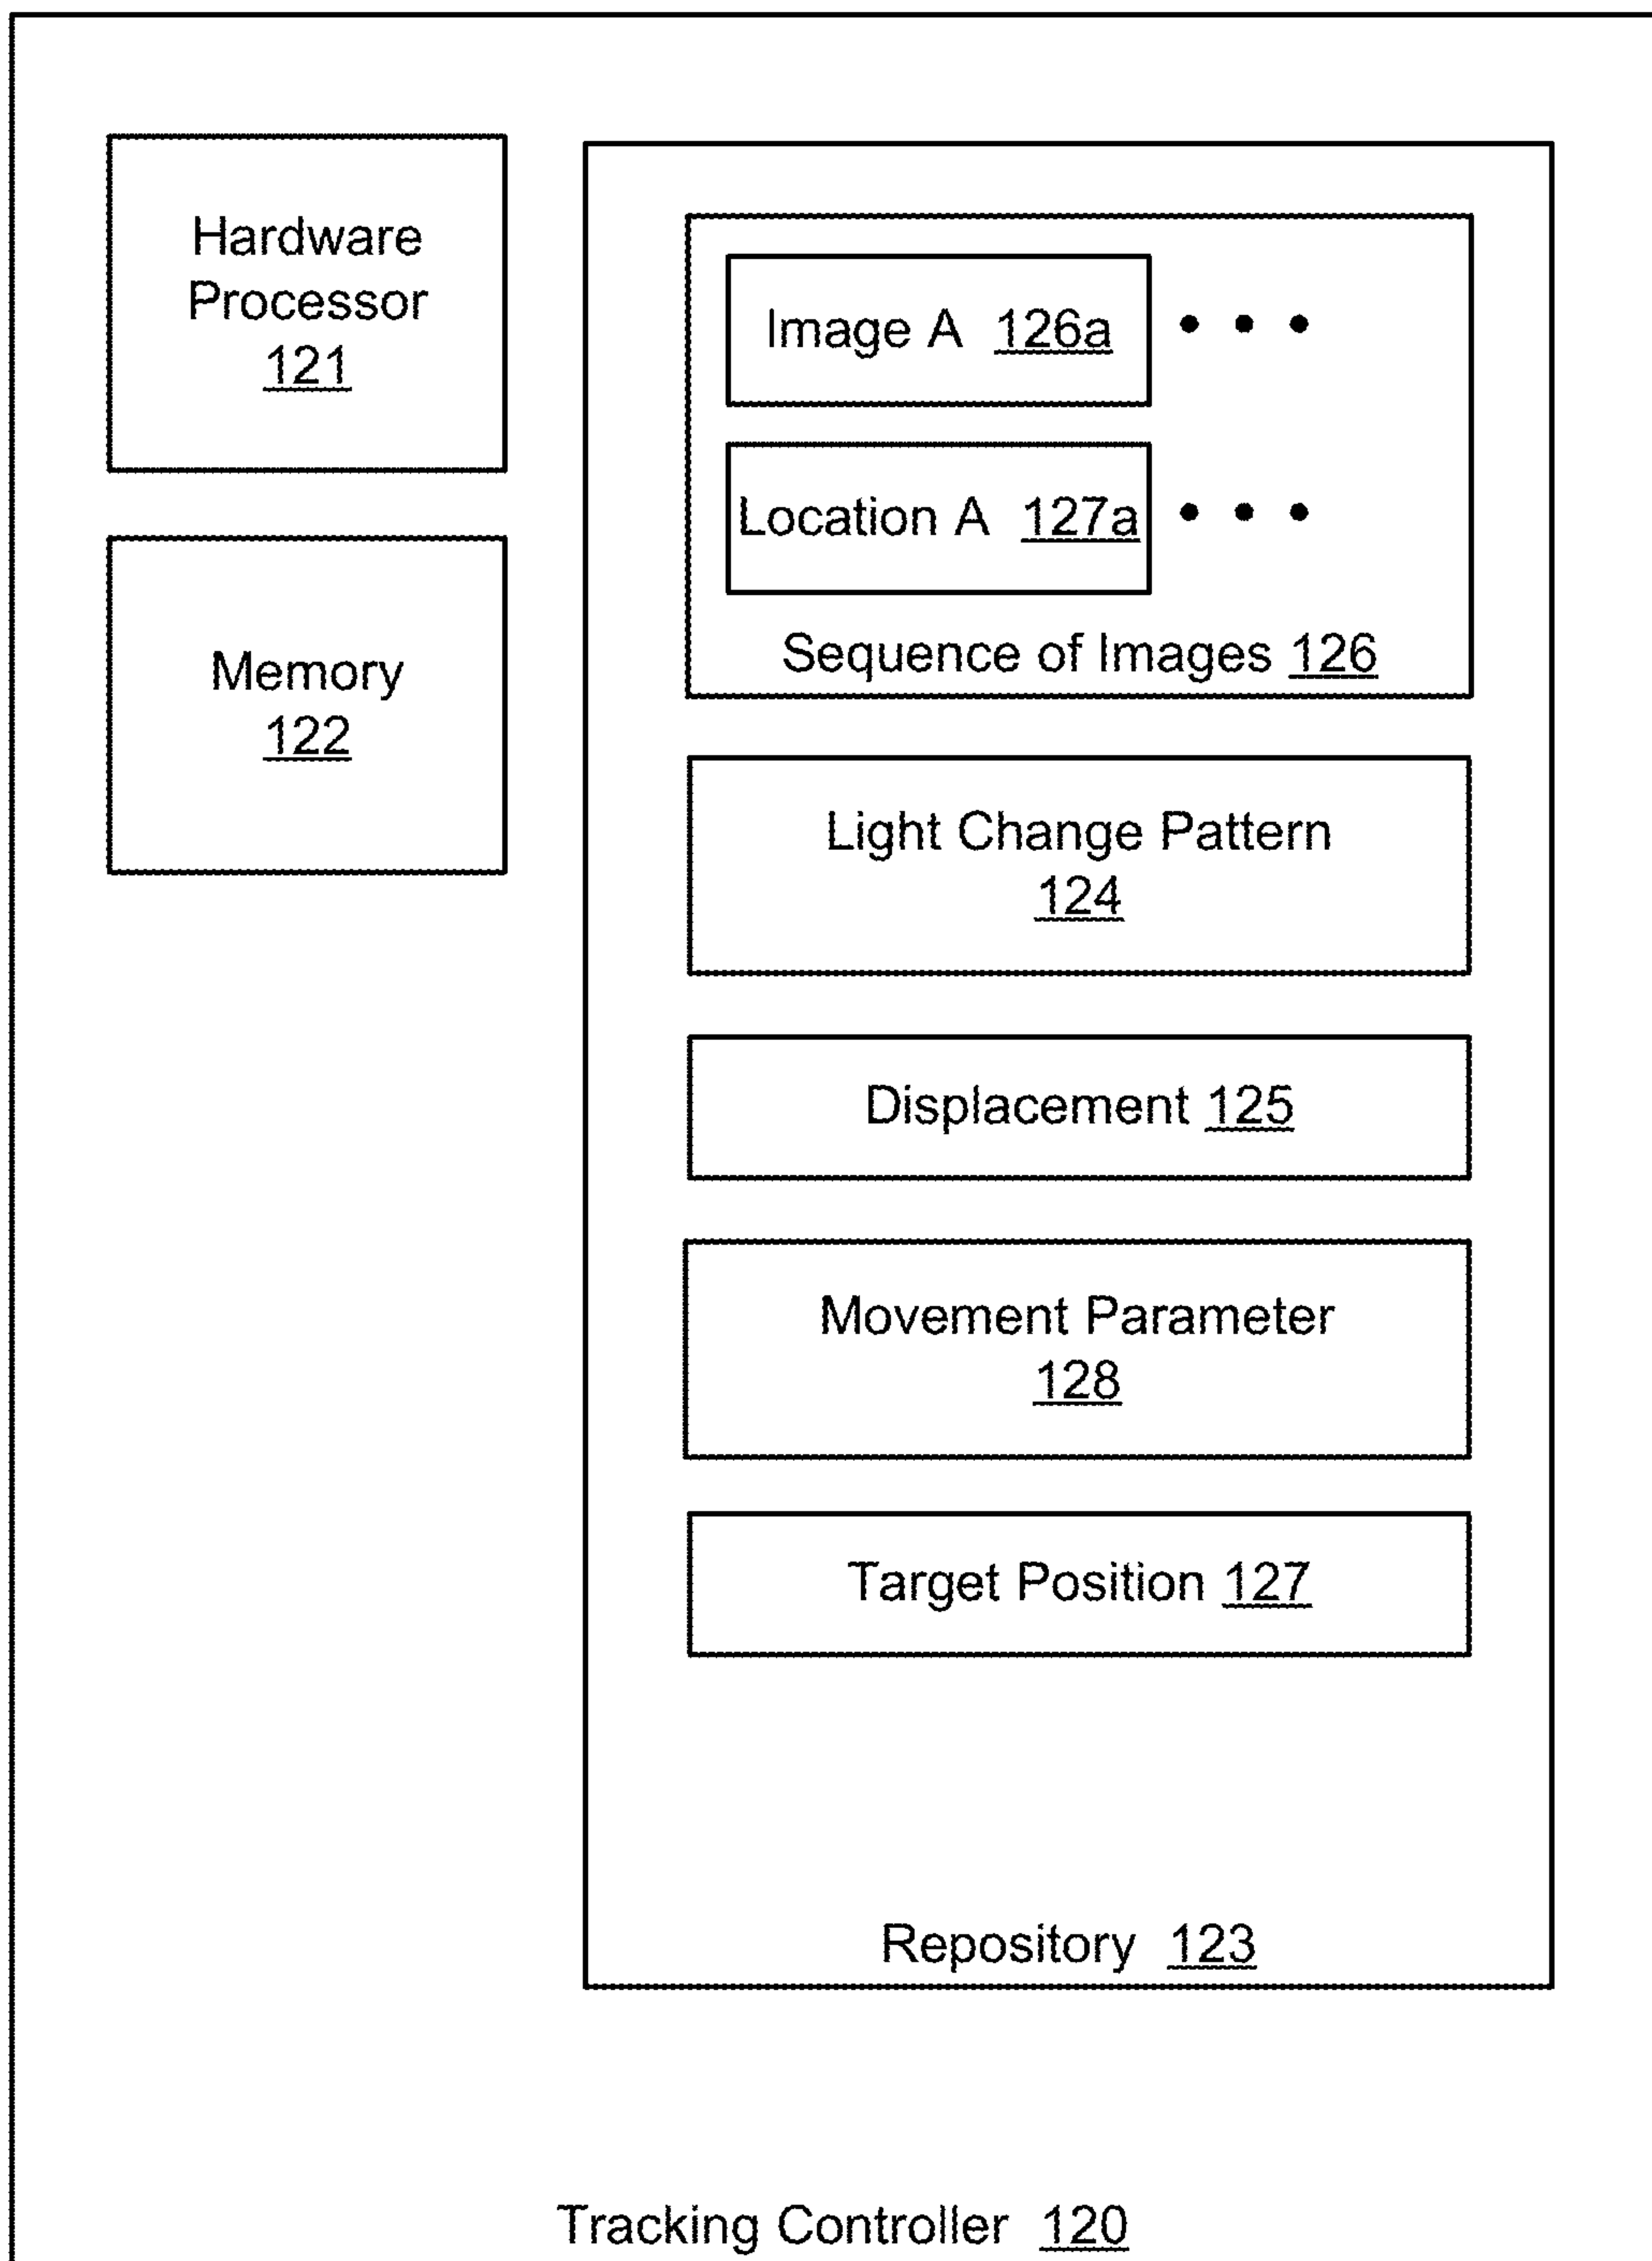 Hardware
Processor
121
Memory
122
Image A 126a
Location A 127a
Sequence of Images 126
Light Change Pattern
124
Displacement 125
Movement Parameter
128
Target Position 127
Repository 123
Tracking Controller 120